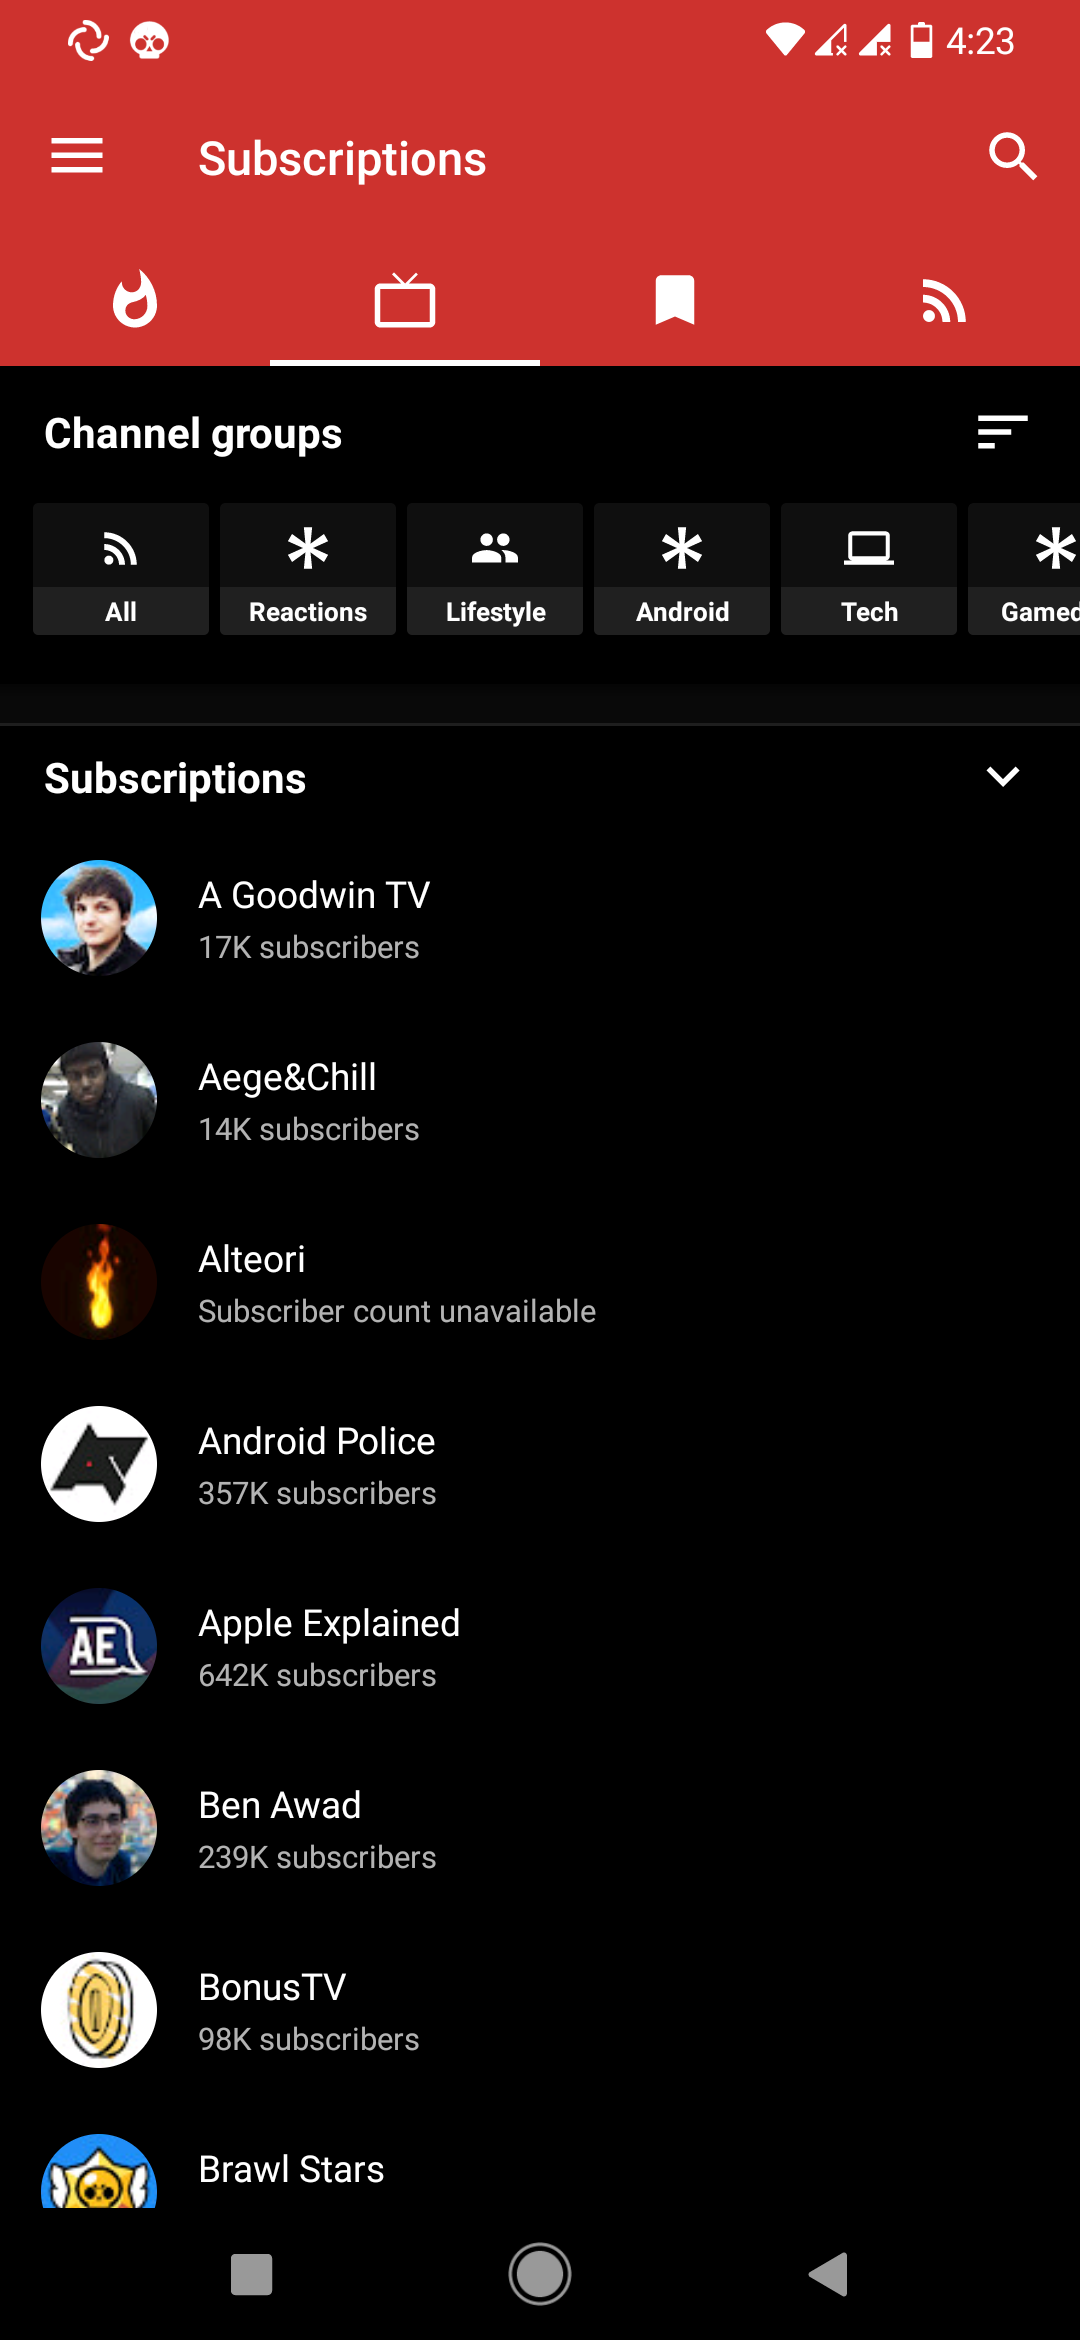 4:23
Subscriptions
Channel groups
All
Reactions
Lifestyle
Android
Tech
Gamed
Subscriptions
A Goodwin TV
17K subscribers
Aege&Chill
14K subscribers
Alteori
Subscriber count unavailable
Android Police
357K subscribers
AE
Apple Explained
642K subscribers
Ben Awad
239K subscribers
BonusTV
98K subscribers
Brawl Stars